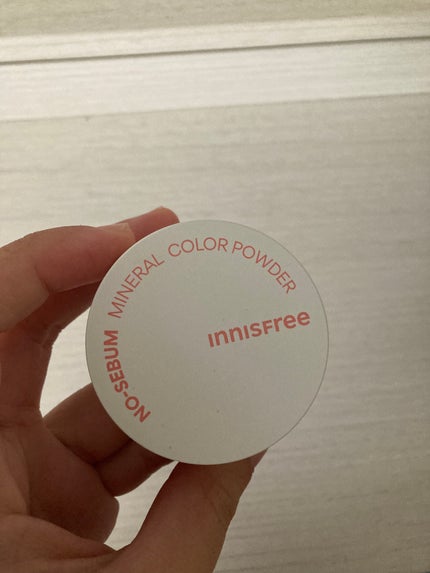 NO-SEBUM MINERAL COLOR POWDER
innisfree